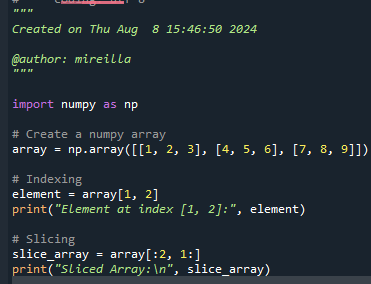 """
Created on Thu Aug  8 15:46:50 2024

@author: mireilla
"""

import numpy as np

# Create a numpy array
array = np.array([[1, 2, 3], [4, 5, 6], [7, 8, 9]])

# Indexing
element = array[1, 2]
print("Element at index [1, 2]:", element)

# Slicing
slice_array = array[:2, 1:]
print("Sliced Array:\n", slice_array)